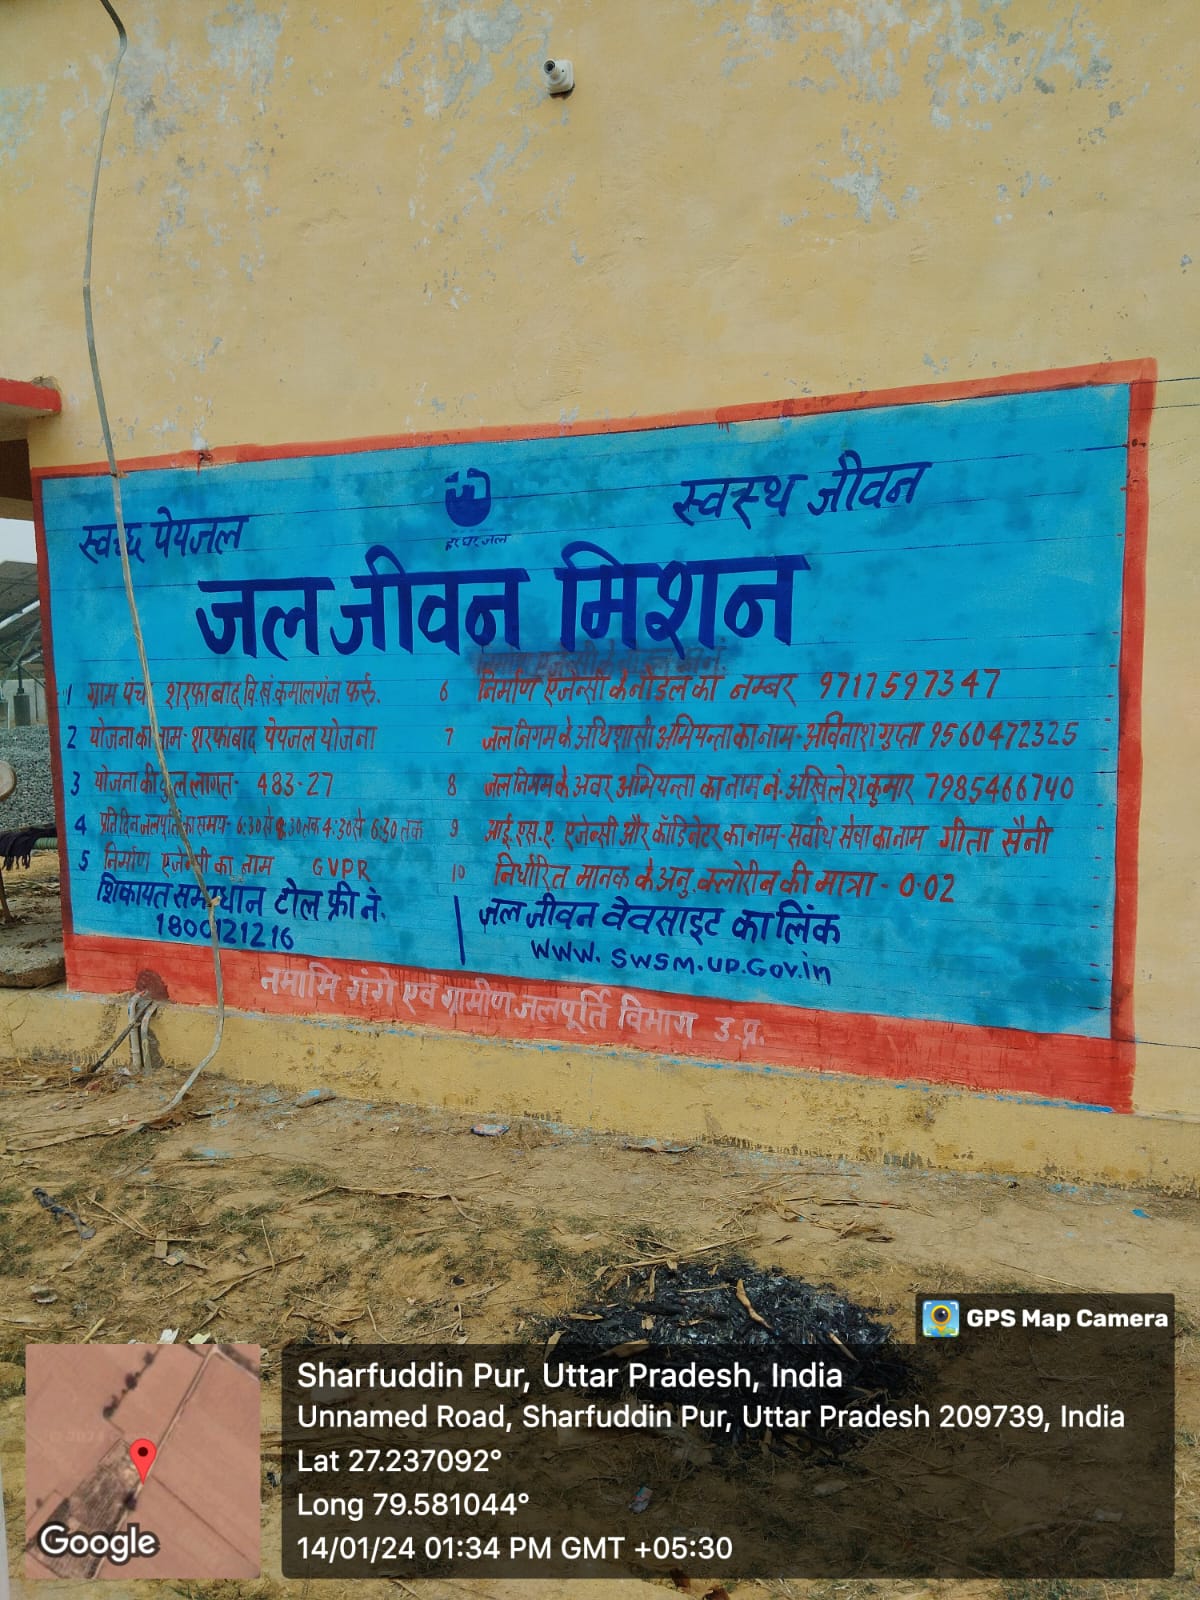 स्वच्छ पेयजल
हर घर जल
स्वस्थ जीवन
जल जीवन मिशन
1 ग्राम पंचा शरफाबाद वि.खं.कमालगंज फर्रु.
2 योजना का नाम- शरफाबाद पेयजल योजना
3 योजना की कुल लागत- 483-27
4 प्रतिदिन जलपूर्ति का समय- 6:30 से 8:30 तक 4:30 से 6:30 तक
5 निर्माण एजेन्सी का नाम GVPR
शिकायत समाधान टोल फ्री नं.
1800121216
6 निर्माण एजेन्सी के नोडल का नम्बर 9717597347
7 जल निगम के अधिशासी अभियन्ता का नाम- अविनाश गुप्ता 9560472325
8 जल निगम के अवर अभियन्ता का नाम नं. अखिलेश कुमार 7985466740
9 आई.एस.ए. एजेन्सी और कॉडिनेटर का नाम- सर्वाथ सेवा का नाम गीता सैनी
10 निर्धारित मानक के अनु. क्लोरीन की मात्रा - 0.02
जल जीवन वेवसाइट का लिंक
www.swsm.up.Gov.in
नमामि गंगे एवं ग्रामीण जलपूर्ति विभाग उ.प्र.
GPS Map Camera
Sharfuddin Pur, Uttar Pradesh, India
Unnamed Road, Sharfuddin Pur, Uttar Pradesh 209739, India
Lat 27.237092°
Long 79.581044°
14/01/24 01:34 PM GMT +05:30
Google